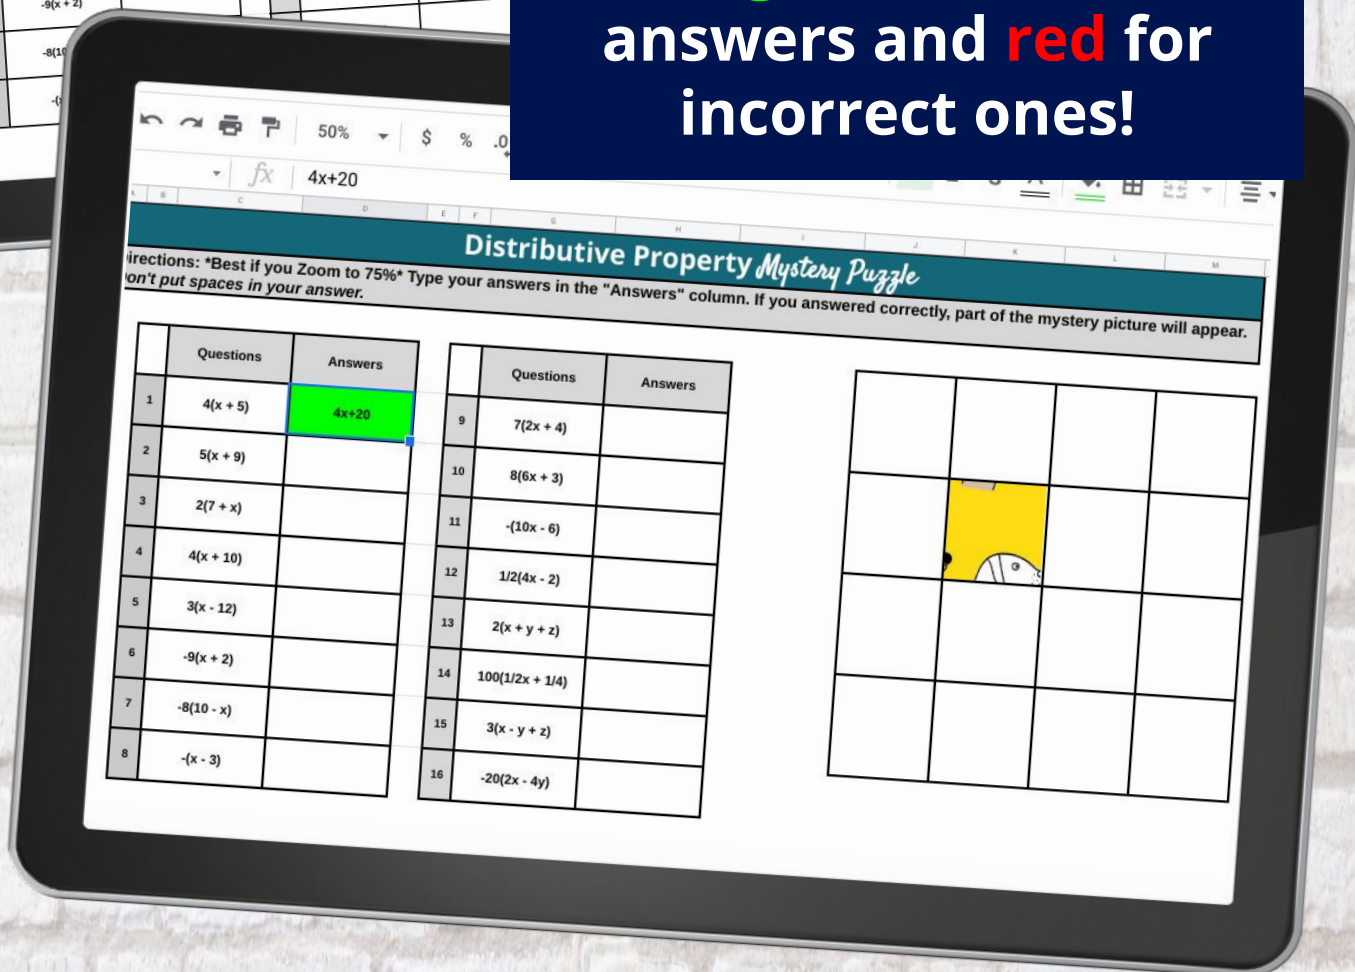 -9(x + 2)
answers and red for
incorrect ones!
50% $ % .0
fx 4x+20
A B C D E F G H I J K L M
Distributive Property Mystery Puzzle
irections: *Best if you Zoom to 75%* Type your answers in the "Answers" column. If you answered correctly, part of the mystery picture will appear.
on't put spaces in your answer.
Questions Answers
1 4(x + 5) 4x+20
2 5(x + 9)
3 2(7 + x)
4 4(x + 10)
5 3(x - 12)
6 -9(x + 2)
7 -8(10 - x)
8 -(x - 3)
Questions Answers
9 7(2x + 4)
10 8(6x + 3)
11 -(10x - 6)
12 1/2(4x - 2)
13 2(x + y + z)
14 100(1/2x + 1/4)
15 3(x - y + z)
16 -20(2x - 4y)